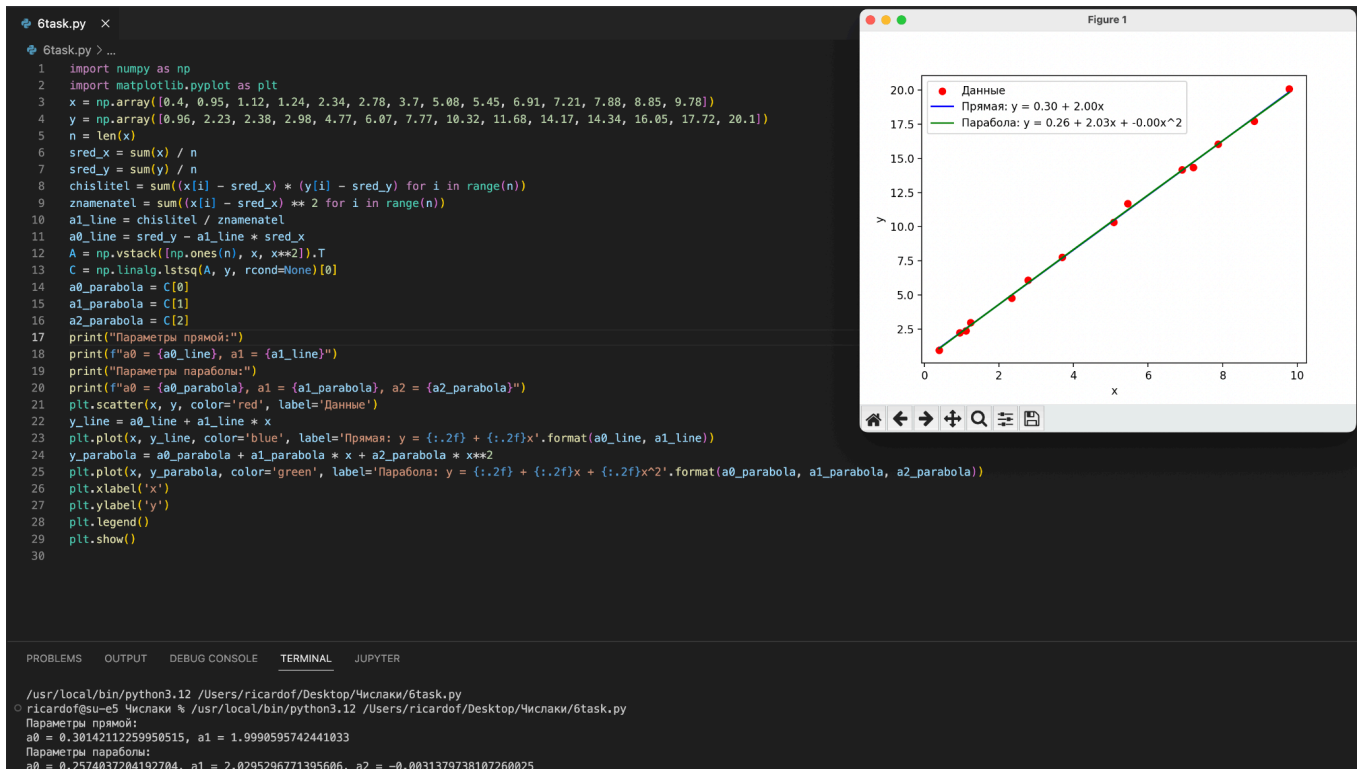 6task.py ×
6task.py > ...
1 import numpy as np
2 import matplotlib.pyplot as plt
3 x = np.array([0.4, 0.95, 1.12, 1.24, 2.34, 2.78, 3.7, 5.08, 5.45, 6.91, 7.21, 7.88, 8.85, 9.78])
4 y = np.array([0.96, 2.23, 2.38, 2.98, 4.77, 6.07, 7.77, 10.32, 11.68, 14.17, 14.34, 16.05, 17.72, 20.1])
5 n = len(x)
6 sred_x = sum(x) / n
7 sred_y = sum(y) / n
8 chislitel = sum((x[i] - sred_x) * (y[i] - sred_y) for i in range(n))
9 znamenatel = sum((x[i] - sred_x) ** 2 for i in range(n))
10 a1_line = chislitel / znamenatel
11 a0_line = sred_y - a1_line * sred_x
12 A = np.vstack([np.ones(n), x, x**2]).T
13 C = np.linalg.lstsq(A, y, rcond=None)[0]
14 a0_parabola = C[0]
15 a1_parabola = C[1]
16 a2_parabola = C[2]
17 print("Параметры прямой:")
18 print(f"a0 = {a0_line}, a1 = {a1_line}")
19 print("Параметры параболы:")
20 print(f"a0 = {a0_parabola}, a1 = {a1_parabola}, a2 = {a2_parabola}")
21 plt.scatter(x, y, color='red', label='Данные')
22 y_line = a0_line + a1_line * x
23 plt.plot(x, y_line, color='blue', label='Прямая: y = {:.2f} + {:.2f}x'.format(a0_line, a1_line))
24 y_parabola = a0_parabola + a1_parabola * x + a2_parabola * x**2
25 plt.plot(x, y_parabola, color='green', label='Парабола: y = {:.2f} + {:.2f}x + {:.2f}x^2'.format(a0_parabola, a1_parabola, a2_parabola))
26 plt.xlabel('x')
27 plt.ylabel('y')
28 plt.legend()
29 plt.show()
30
Figure 1
Данные
Прямая: y = 0.30 + 2.00x
Парабола: y = 0.26 + 2.03x + -0.00x^2
20.0
17.5
15.0
12.5
10.0
7.5
5.0
2.5
y
0 2 4 6 8 10
x
PROBLEMS OUTPUT DEBUG CONSOLE TERMINAL JUPYTER
/usr/local/bin/python3.12 /Users/ricardof/Desktop/Числаки/6task.py
ricardof@su-e5 Числаки % /usr/local/bin/python3.12 /Users/ricardof/Desktop/Числаки/6task.py
Параметры прямой:
a0 = 0.30142112259950515, a1 = 1.9990595742441033
Параметры параболы:
a0 = 0.2574037204192704, a1 = 2.0295296771395606, a2 = -0.0031379738107260025